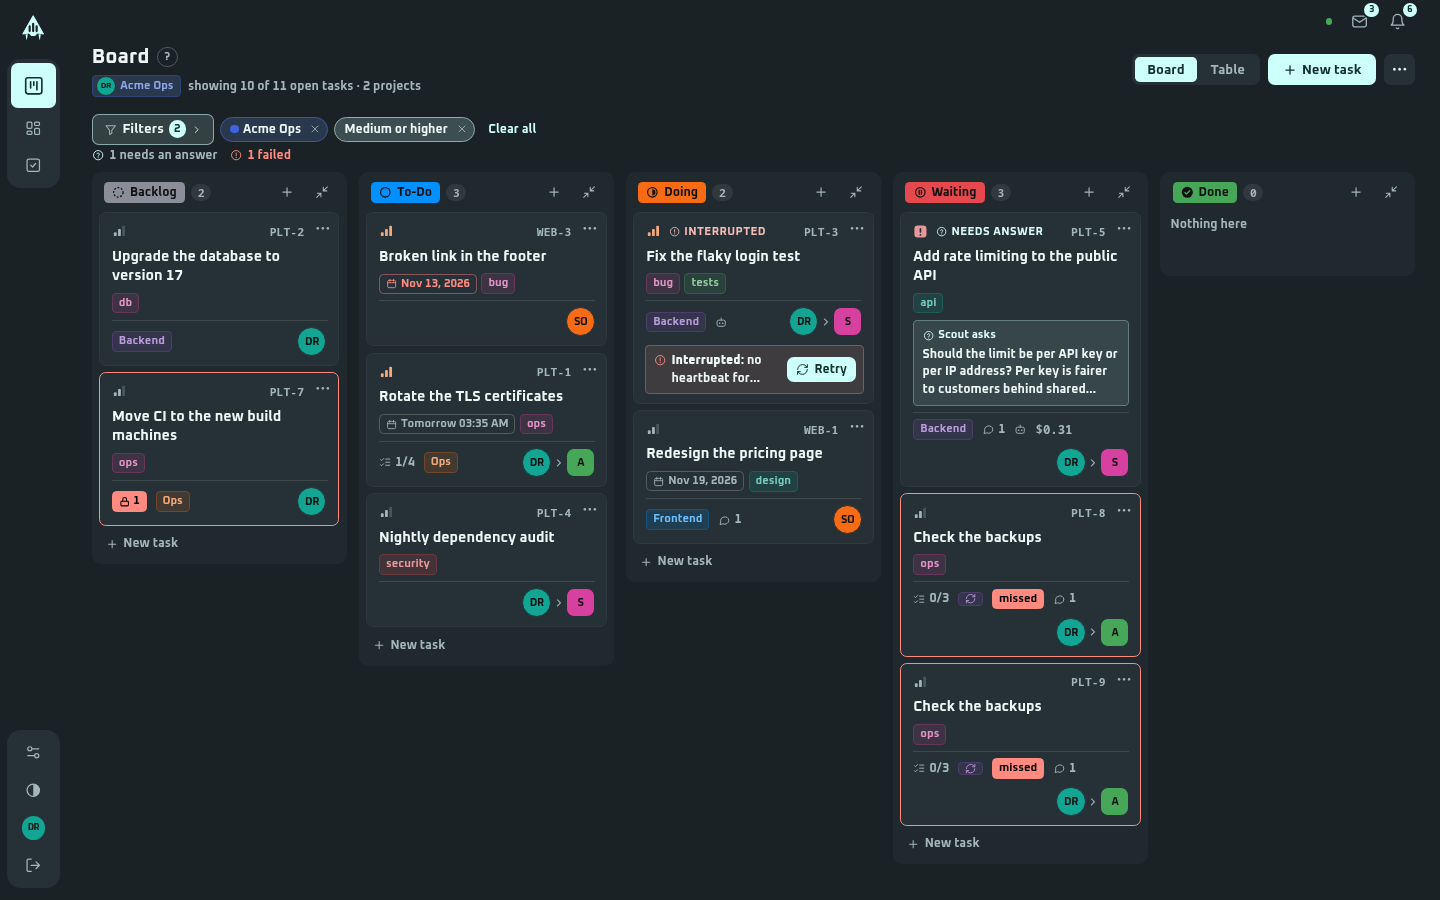 3
6
Board ?
DR Acme Ops showing 10 of 11 open tasks · 2 projects
Board
Table
New task
Filters 2
Acme Ops
Medium or higher
Clear all
1 needs an answer
1 failed
Backlog 2
PLT-2
Upgrade the database to
version 17
db
Backend
DR
PLT-7
Move CI to the new build
machines
ops
1
Ops
DR
New task
To-Do 3
WEB-3
Broken link in the footer
Nov 13, 2026
bug
SO
PLT-1
Rotate the TLS certificates
Tomorrow 03:35 AM
ops
1/4
Ops
DR
A
PLT-4
Nightly dependency audit
security
DR
S
New task
Doing 2
INTERRUPTED
PLT-3
Fix the flaky login test
bug
tests
Backend
DR
S
Interrupted: no
heartbeat for...
Retry
WEB-1
Redesign the pricing page
Nov 19, 2026
design
Frontend
1
SO
New task
Waiting 3
NEEDS ANSWER
PLT-5
Add rate limiting to the public
API
api
Scout asks
Should the limit be per API key or
per IP address? Per key is fairer
to customers behind shared...
Backend
1
$0.31
DR
S
PLT-8
Check the backups
ops
0/3
missed
1
DR
A
PLT-9
Check the backups
ops
0/3
missed
1
DR
A
New task
Done 0
Nothing here
DR